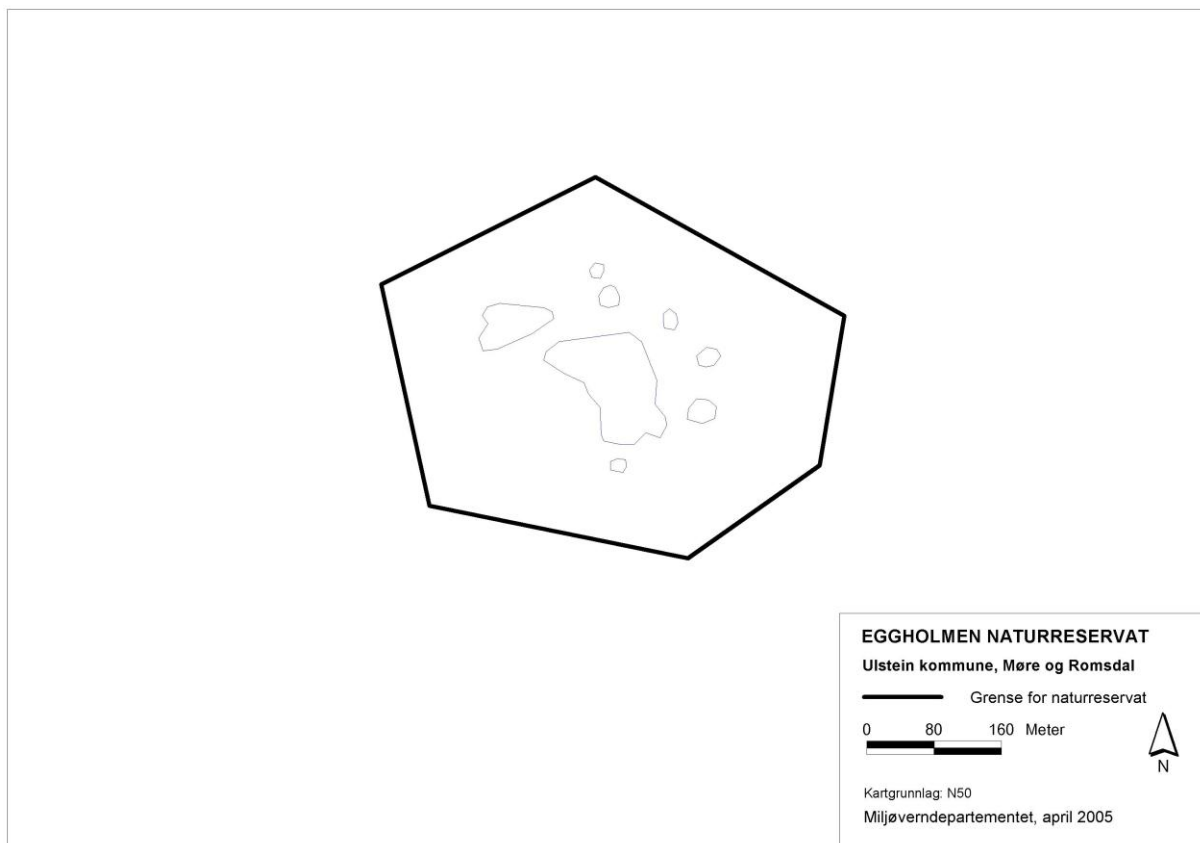 EGGHOLMEN NATURRESERVAT
Ulstein kommune, Møre og Romsdal
Grense for naturreservat
0 80 160 Meter
N
Kartgrunnlag: N50
Miljøverndepartementet, april 2005